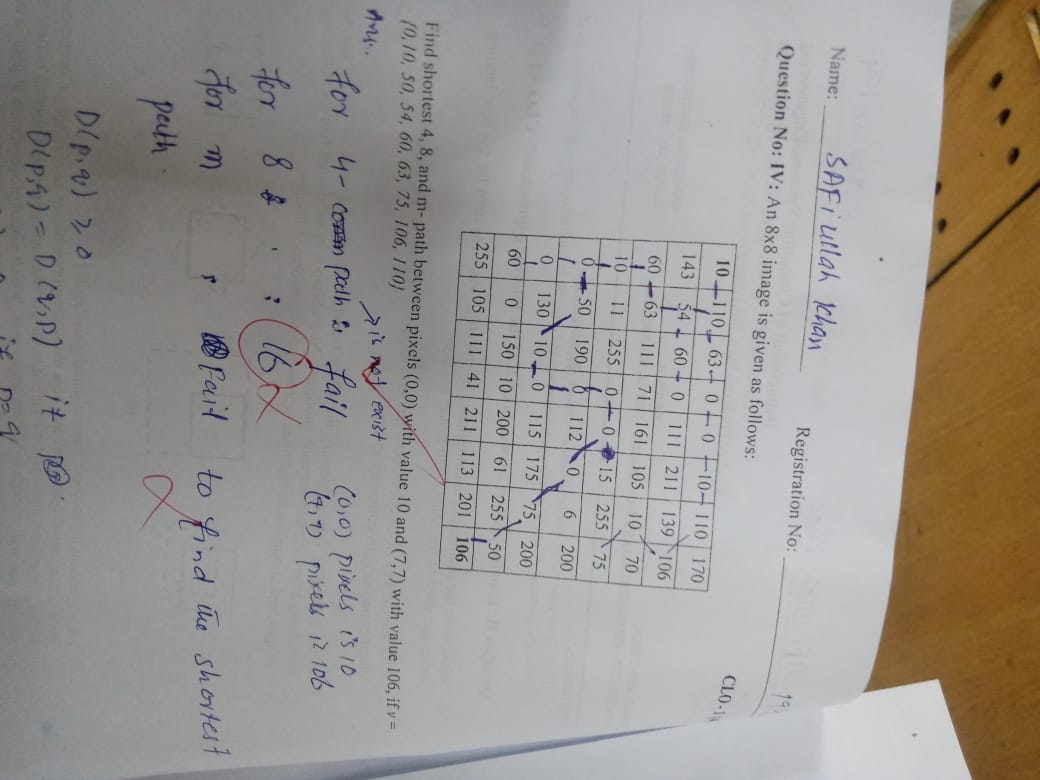 Name: SAFiullah Khan Registration No:
Question No: IV: An 8x8 image is given as follows: CLO-1
10 110 63 0 0 10 110 170
143 54 60 0 111 211 139 106
60 63 111 71 161 105 10 70
10 11 255 0 0 15 255 75
0 50 190 0 112 0 6 200
0 130 10 0 115 175 75 200
60 0 150 10 200 61 255 50
255 105 111 41 211 113 201 106
Find shortest 4, 8, and m- path between pixels (0,0) with value 10 and (7,7) with value 106, if v =
{0,10, 50, 54, 60, 63, 75, 106, 110}
Ans:.
→ is not exist
for 4- path is fail (0,0) pixels is 10
(7,7) pixels is 106
for 8 : 16
for m , fail to find the shortest
path.
D(p,q) ≥ 0
D(p,q) = D(q,p) if
if p=q